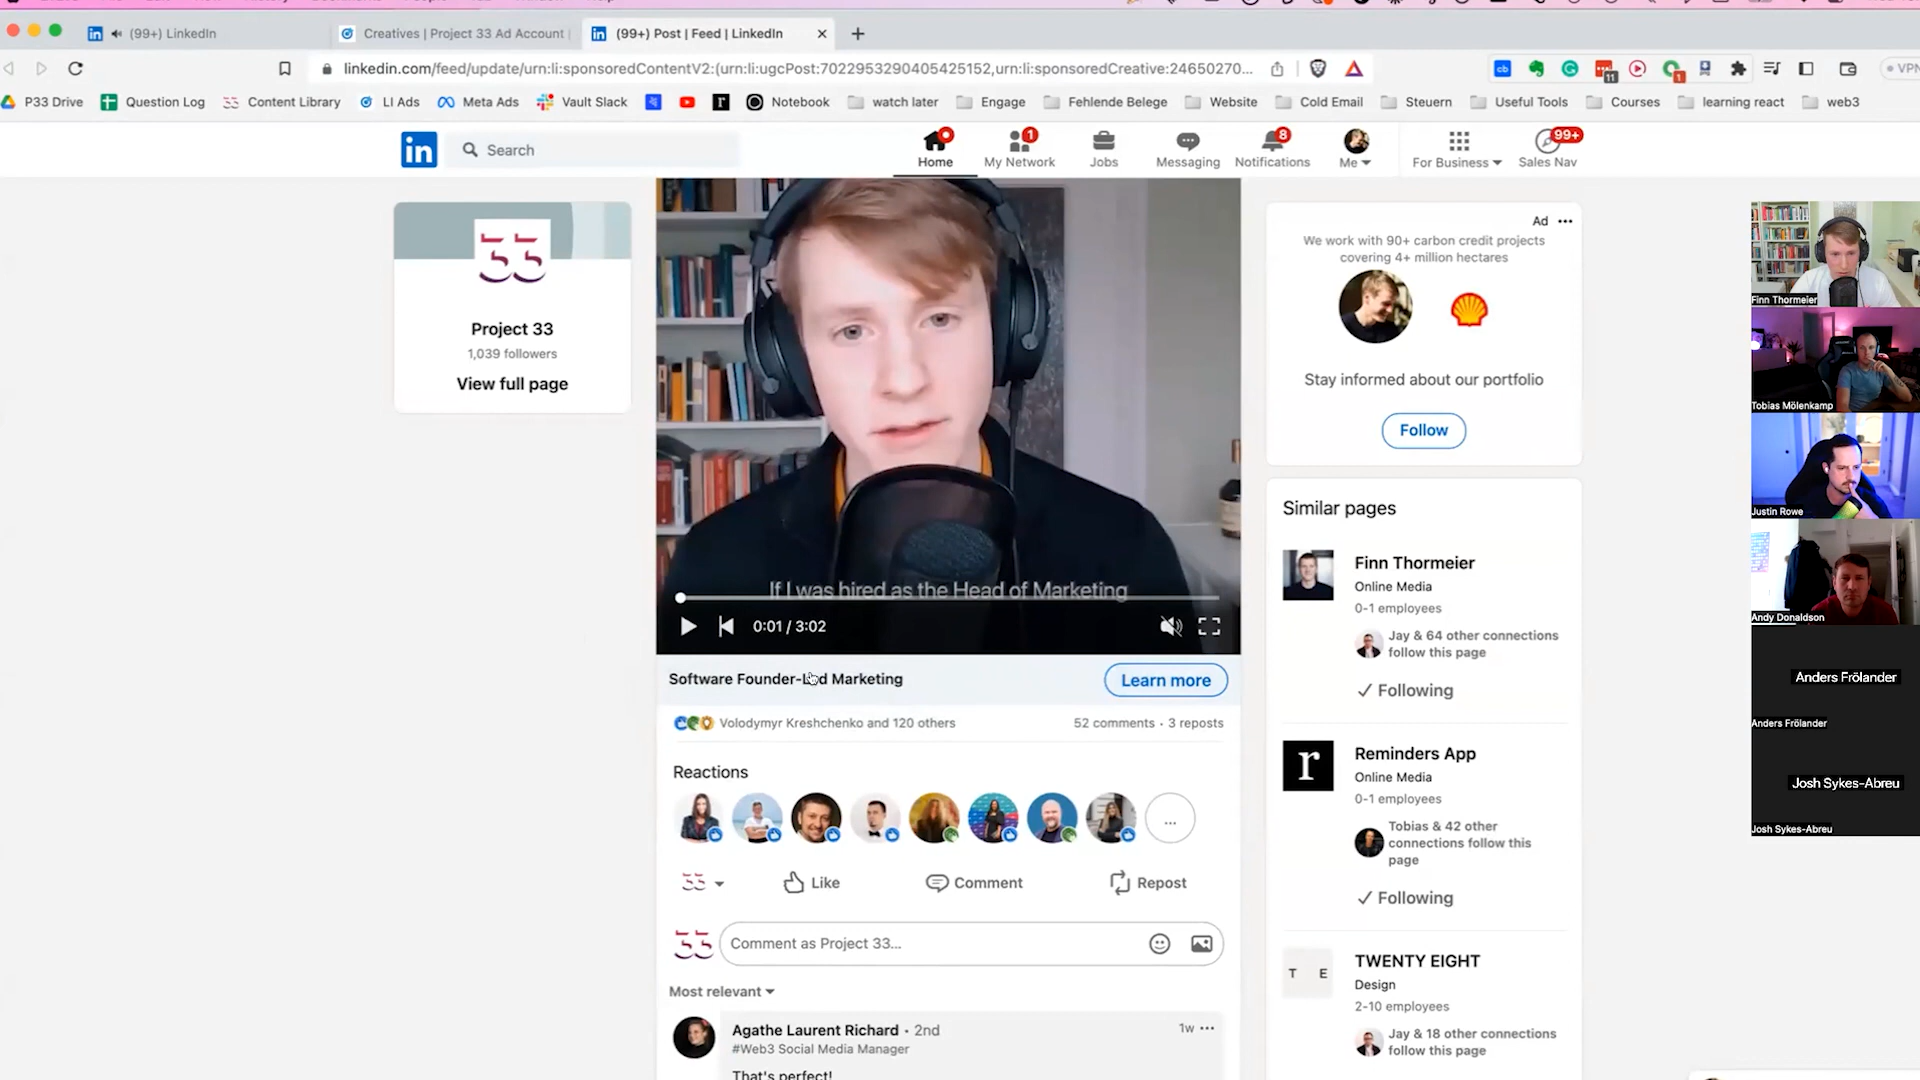 (99+) LinkedIn
Creatives | Project 33 Ad Account
(99+) Post | Feed | LinkedIn
linkedin.com/feed/update/urn:li:sponsoredContentV2:(urn:li:ugcPost:7022953290405425152,urn:li:sponsoredCreative:24650270...
VPN
P33 Drive
Question Log
Content Library
LI Ads
Meta Ads
Vault Slack
Notebook
watch later
Engage
Fehlende Belege
Website
Cold Email
Steuern
Useful Tools
Courses
learning react
web3
in
Search
Home
My Network
1
Jobs
Messaging
Notifications
8
Me
For Business
Sales Nav
99+
Project 33
1,039 followers
View full page
If I was hired as the Head of Marketing
0:01 / 3:02
Software Founder-Led Marketing
Learn more
Volodymyr Kreshchenko and 120 others
52 comments • 3 reposts
Reactions
...
Like
Comment
Repost
Comment as Project 33...
Most relevant
Agathe Laurent Richard • 2nd
1w
#Web3 Social Media Manager
That's perfect!
Ad
We work with 90+ carbon credit projects
covering 4+ million hectares
Stay informed about our portfolio
Follow
Similar pages
Finn Thormeier
Online Media
0-1 employees
Jay & 64 other connections
follow this page
Following
r
Reminders App
Online Media
0-1 employees
Tobias & 42 other
connections follow this
page
Following
T E
TWENTY EIGHT
Design
2-10 employees
Jay & 18 other connections
follow this page
Finn Thormeier
Tobias Mölenkamp
Justin Rowe
Andy Donaldson
Anders Frölander
Anders Frölander
Josh Sykes-Abreu
Josh Sykes-Abreu